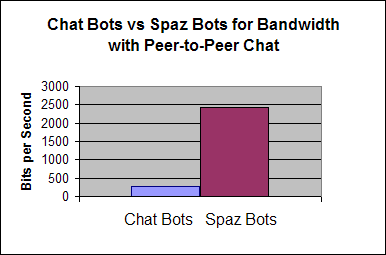 Chat Bots vs Spaz Bots for Bandwidth
with Peer-to-Peer Chat
Bits per Second
3000
2500
2000
1500
1000
500
0
Chat Bots Spaz Bots